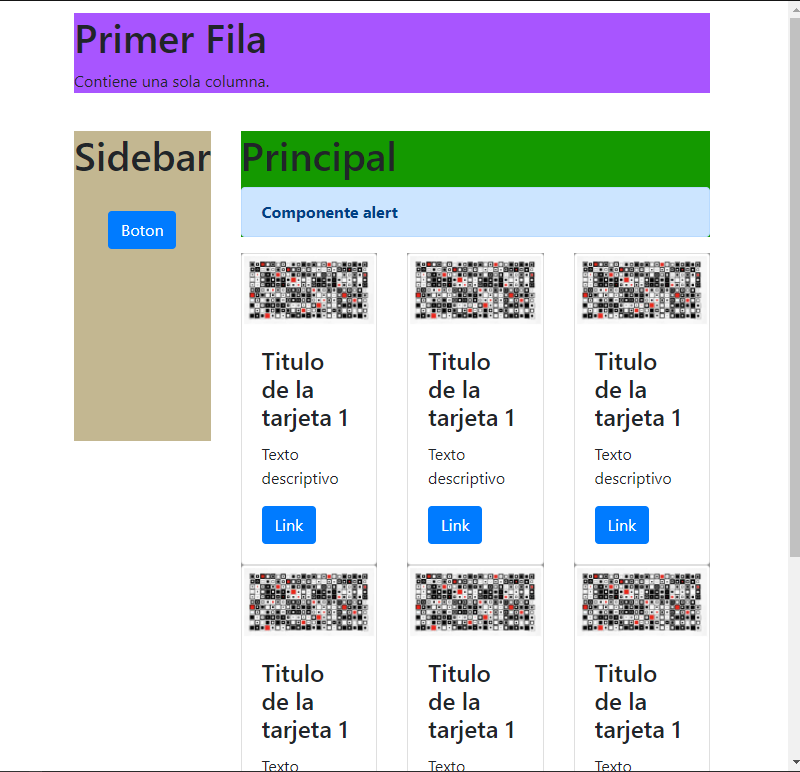 Primer Fila
Contiene una sola columna.
Sidebar
Boton
Principal
Componente alert
Titulo
de la
tarjeta 1
Texto
descriptivo
Link
Titulo
de la
tarjeta 1
Texto
descriptivo
Link
Titulo
de la
tarjeta 1
Texto
descriptivo
Link
Titulo
de la
tarjeta 1
Texto
Titulo
de la
tarjeta 1
Texto
Titulo
de la
tarjeta 1
Texto